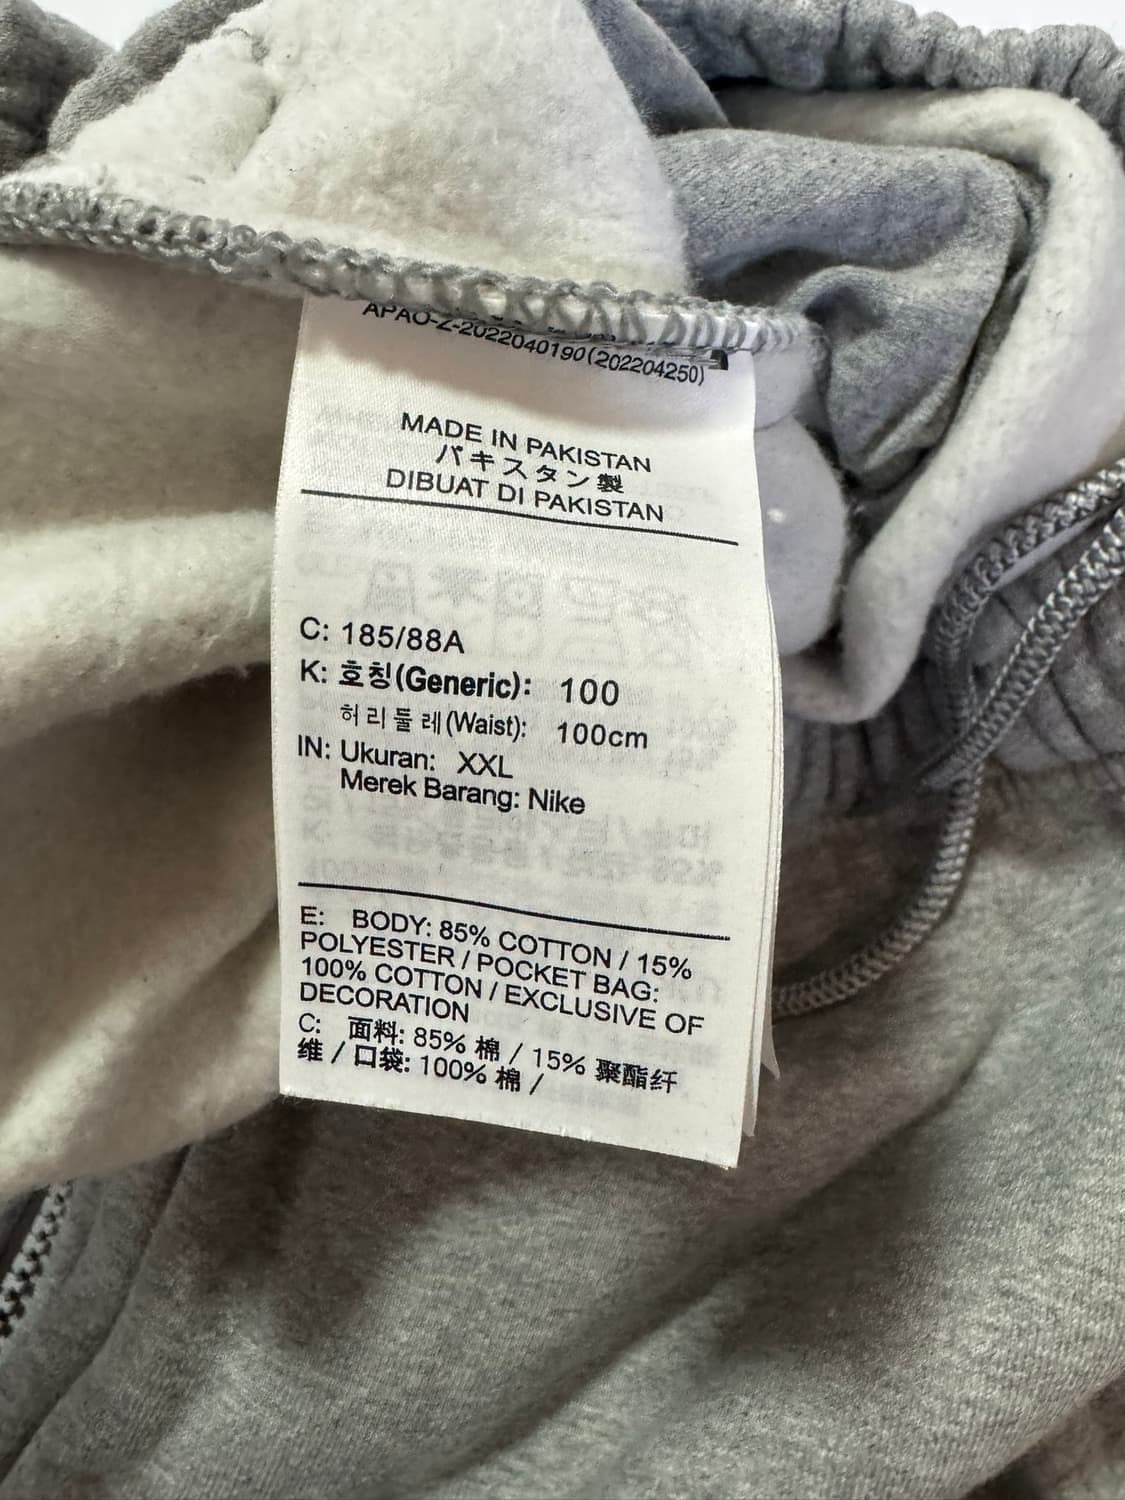 APAO-Z-2022040190(202204250)
MADE IN PAKISTAN
パキスタン製
DIBUAT DI PAKISTAN
C: 185/88A
K: 호칭(Generic): 100
허리둘레(Waist): 100cm
IN: Ukuran: XXL
Merek Barang: Nike
E: BODY: 85% COTTON / 15%
POLYESTER / POCKET BAG:
100% COTTON / EXCLUSIVE OF
DECORATION
C: 面料: 85% 棉 / 15% 聚酯纤
维 / 口袋: 100% 棉 /